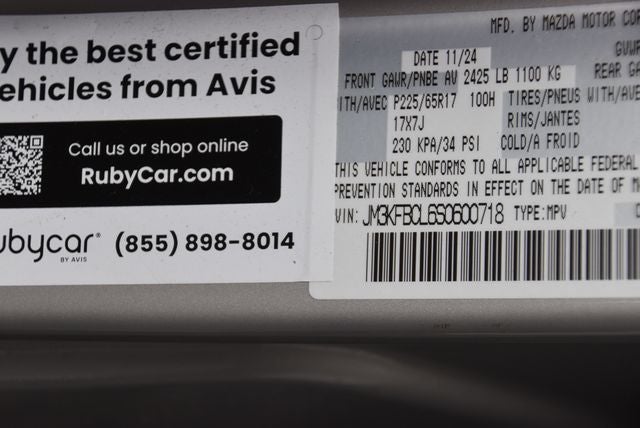 y the best certified
ehicles from Avis
Call us or shop online
RubyCar.com
ubycar®
BY AVIS
(855) 898-8014
MFD. BY MAZDA MOTOR COR
DATE 11/24
GVWR
FRONT GAWR/PNBE AV 2425 LB 1100 KG
REAR GA
ITH/AVEC P225/65R17 100H TIRES/PNEUS WITH/AVE
17X7J RIMS/JANTES
230 KPA/34 PSI COLD/A FROID
THIS VEHICLE CONFORMS TO ALL APPLICABLE FEDERAL
PREVENTION STANDARDS IN EFFECT ON THE DATE OF M
VIN: JM3KFBCL6S0600718 TYPE:MPV